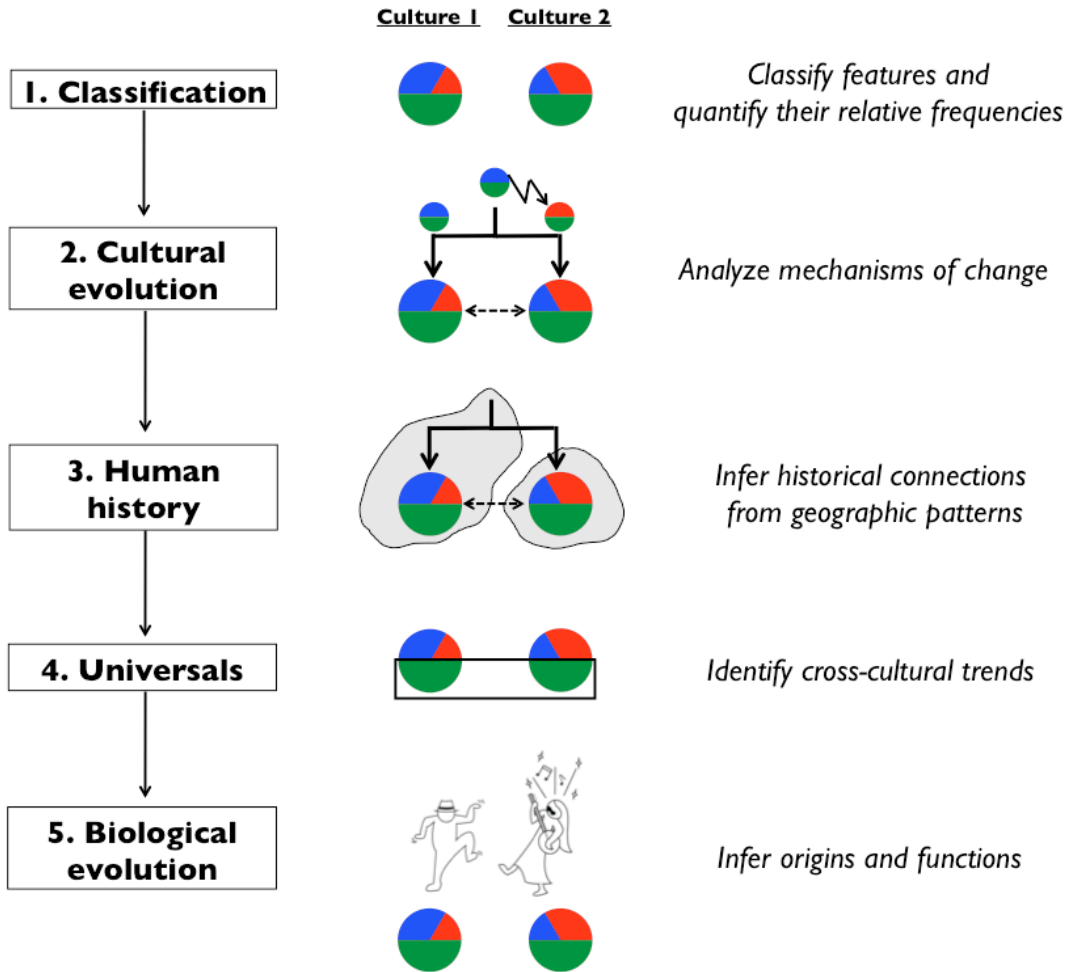 Culture 1 Culture 2
1. Classification
Classify features and
quantify their relative frequencies
2. Cultural
evolution
Analyze mechanisms of change
3. Human
history
Infer historical connections
from geographic patterns
4. Universals
Identify cross-cultural trends
5. Biological
evolution
Infer origins and functions